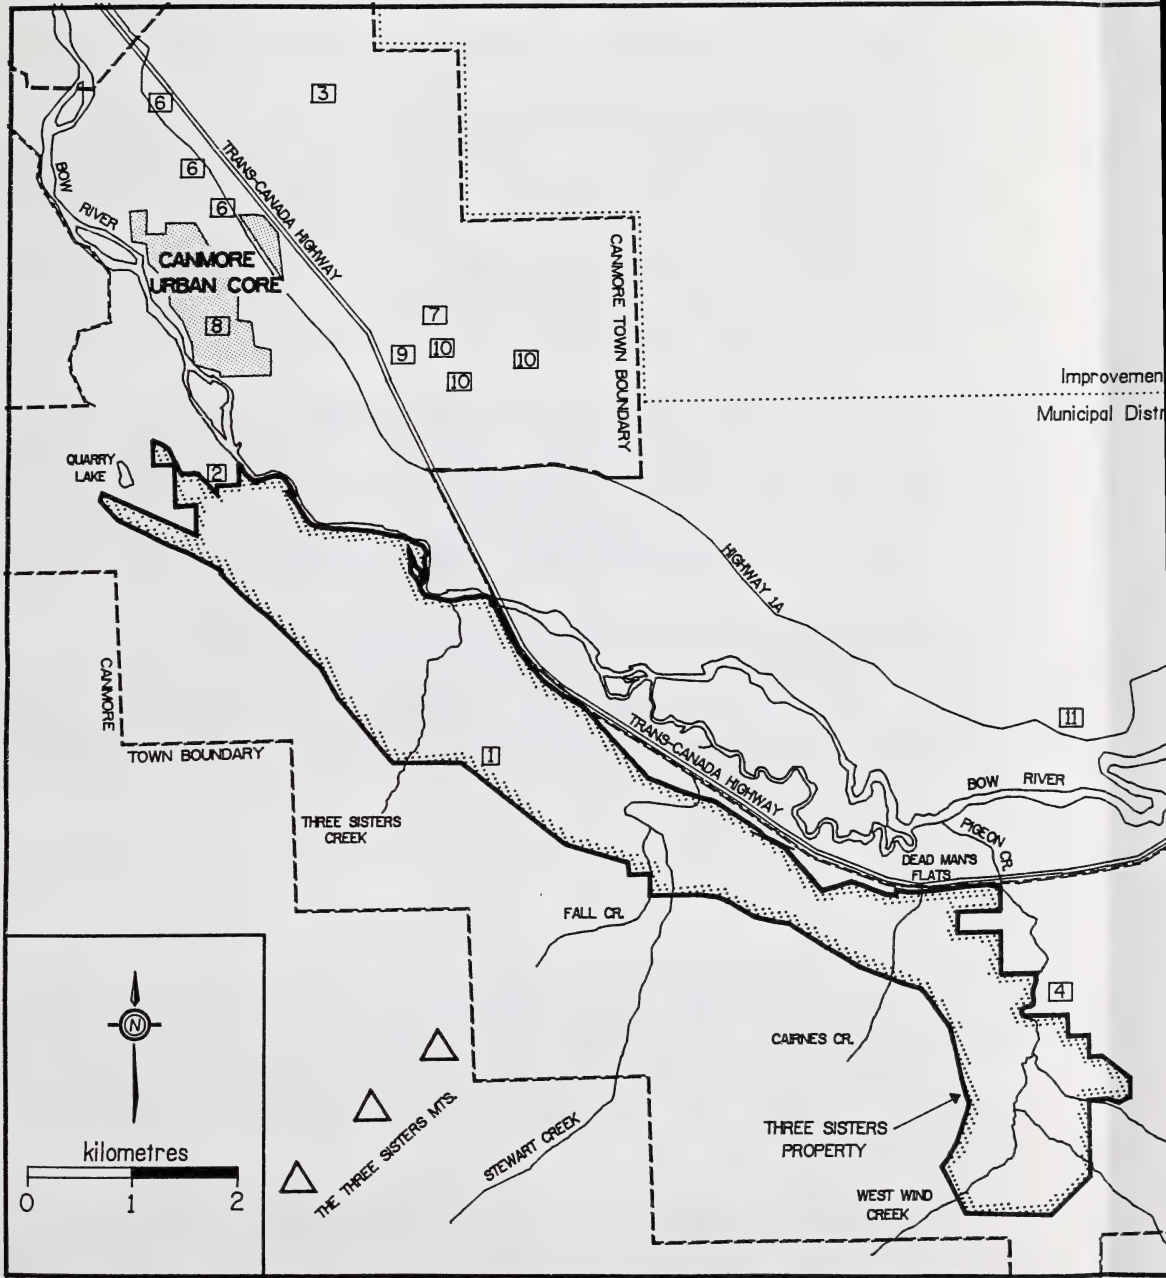 3
6
TRANS-CANADA HIGHWAY
BOW
RIVER
6
6
CANMORE
URBAN CORE
CANMORE TOWN BOUNDARY
7
8
9
10
10
10
Improvemen
Municipal Distr
QUARRY
LAKE
2
HIGHWAY 1A
CANMORE
TOWN BOUNDARY
1
11
TRANS-CANADA HIGHWAY
BOW RIVER
PIGEON CR.
THREE SISTERS
CREEK
DEAD MAN'S
FLATS
FALL CR.
4
N
CAIRNES CR.
THREE SISTERS
PROPERTY
kilometres
0 1 2
THE THREE SISTERS MTS.
STEWART CREEK
WEST WIND
CREEK